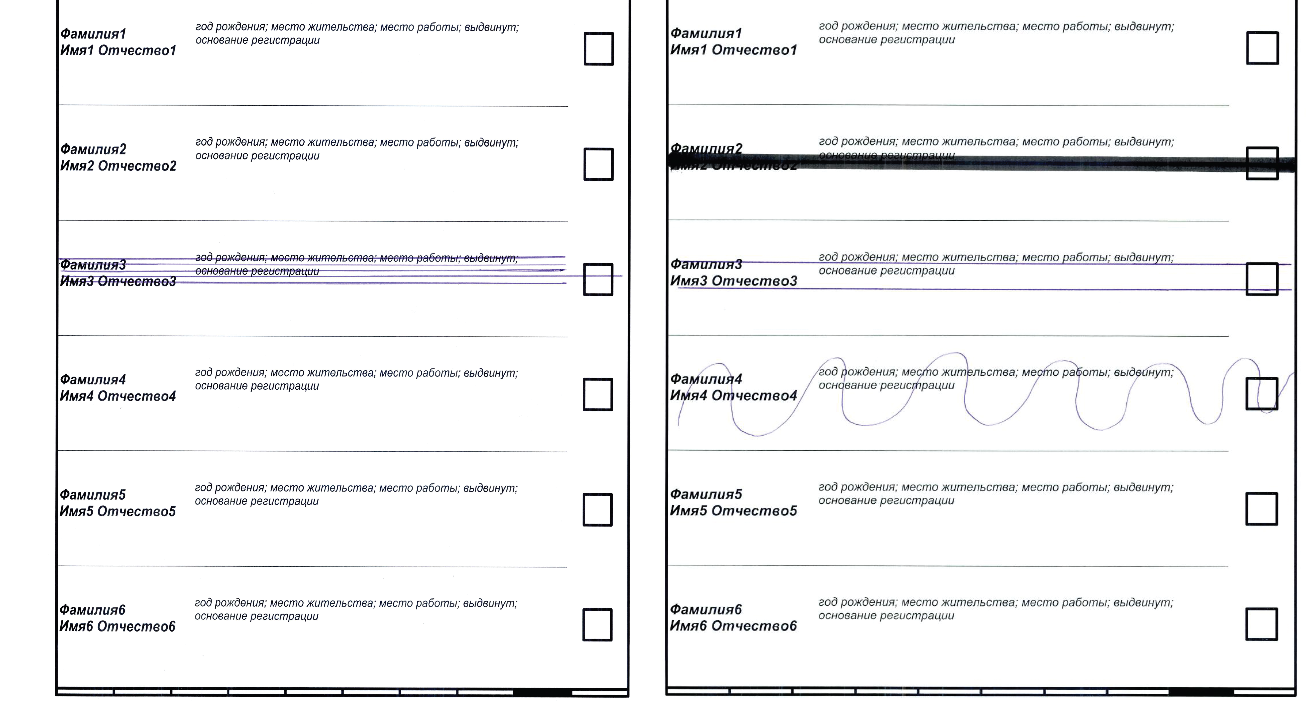 Фамилия1
Имя1 Отчество1
год рождения; место жительства; место работы; выдвинут;
основание регистрации
Фамилия2
Имя2 Отчество2
год рождения; место жительства; место работы; выдвинут;
основание регистрации
Фамилия3
Имя3 Отчество3
год рождения; место жительства; место работы; выдвинут;
основание регистрации
Фамилия4
Имя4 Отчество4
год рождения; место жительства; место работы; выдвинут;
основание регистрации
Фамилия5
Имя5 Отчество5
год рождения; место жительства; место работы; выдвинут;
основание регистрации
Фамилия6
Имя6 Отчество6
год рождения; место жительства; место работы; выдвинут;
основание регистрации
Фамилия1
Имя1 Отчество1
год рождения; место жительства; место работы; выдвинут;
основание регистрации
Фамилия2
Имя2 Отчество2
год рождения; место жительства; место работы; выдвинут;
основание регистрации
Фамилия3
Имя3 Отчество3
год рождения; место жительства; место работы; выдвинут;
основание регистрации
Фамилия4
Имя4 Отчество4
год рождения; место жительства; место работы; выдвинут;
основание регистрации
Фамилия5
Имя5 Отчество5
год рождения; место жительства; место работы; выдвинут;
основание регистрации
Фамилия6
Имя6 Отчество6
год рождения; место жительства; место работы; выдвинут;
основание регистрации